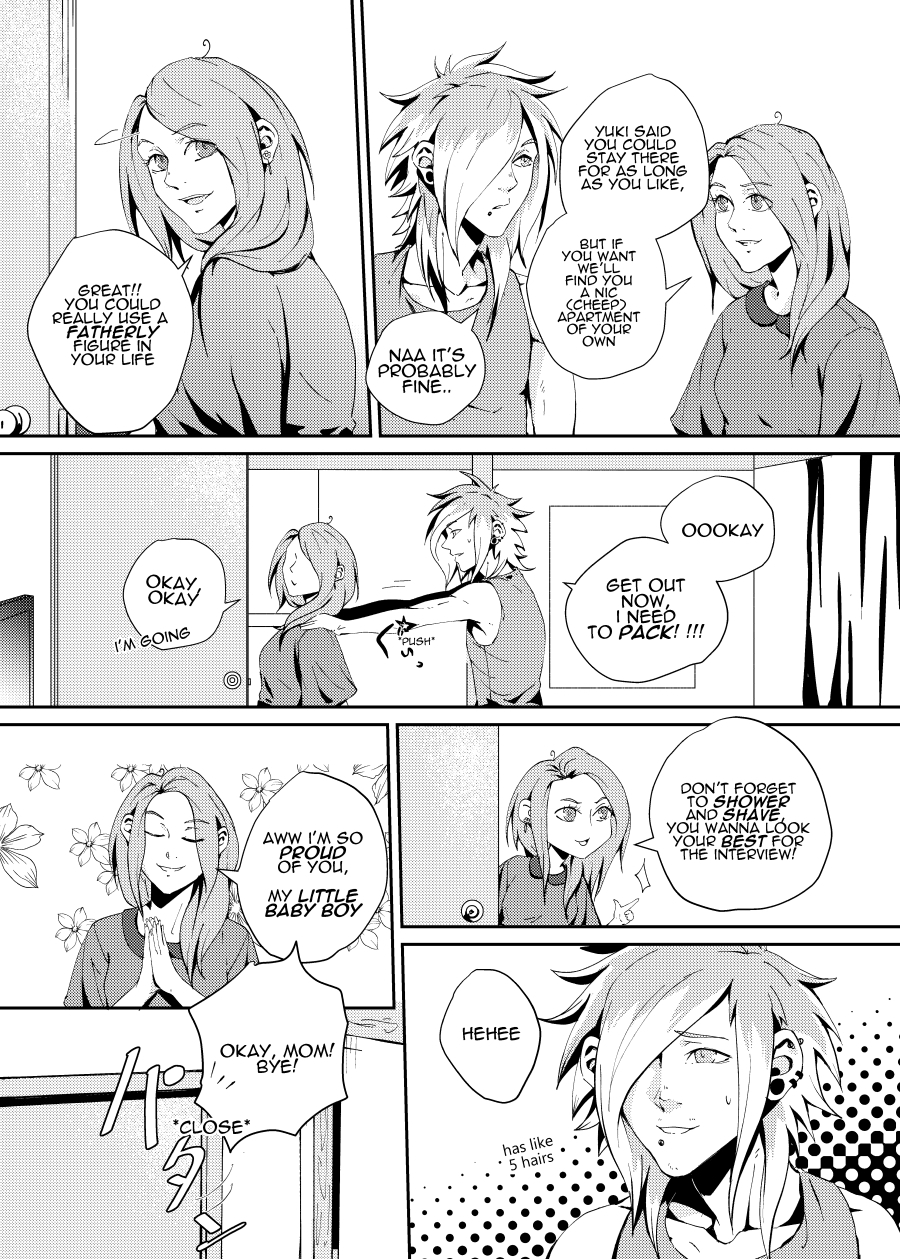 GREAT!!
YOU COULD
REALLY USE A
FATHERLY
FIGURE IN
YOUR LIFE
YUKI SAID
YOU COULD
STAY THERE
FOR AS LONG
AS YOU LIKE,
BUT IF
YOU WANT
WE'LL
FIND YOU
A NIC
(CHEEP)
APARTMENT
OF YOUR
OWN
NAA IT'S
PROBABLY
FINE..
OKAY,
OKAY
I'M GOING
*PUSH*
OOOKAY
GET OUT
NOW,
I NEED
TO PACK! !!!
AWW I'M SO
PROUD
OF YOU,
MY LITTLE
BABY BOY
DON'T FORGET
TO SHOWER
AND SHAVE,
YOU WANNA LOOK
YOUR BEST FOR
THE INTERVIEW!
OKAY, MOM!
BYE!
*CLOSE*
バタン
HEHEE
has like
5 hairs